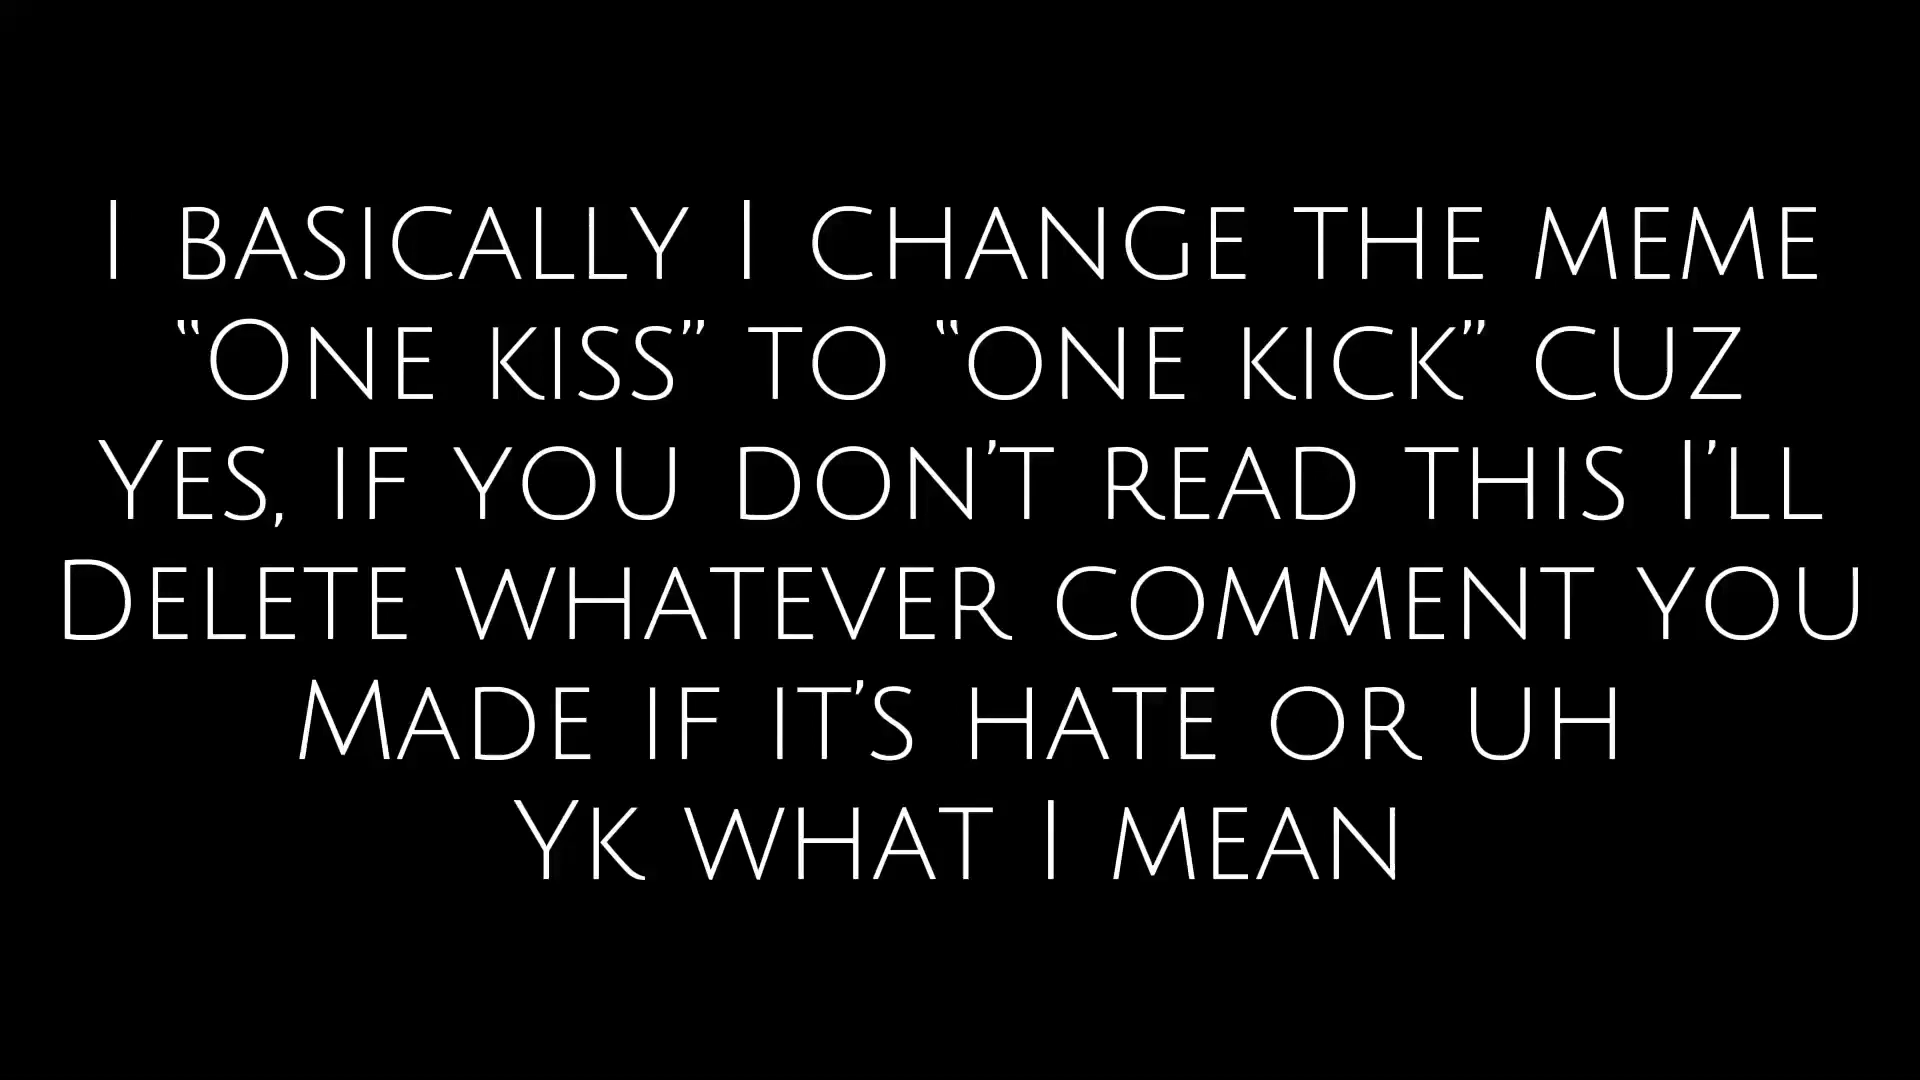 I basically I change the meme
“One kiss” to “one kick” cuz
Yes, if you don’t read this I’ll
Delete whatever comment you
Made if it’s hate or uh
Yk what I mean